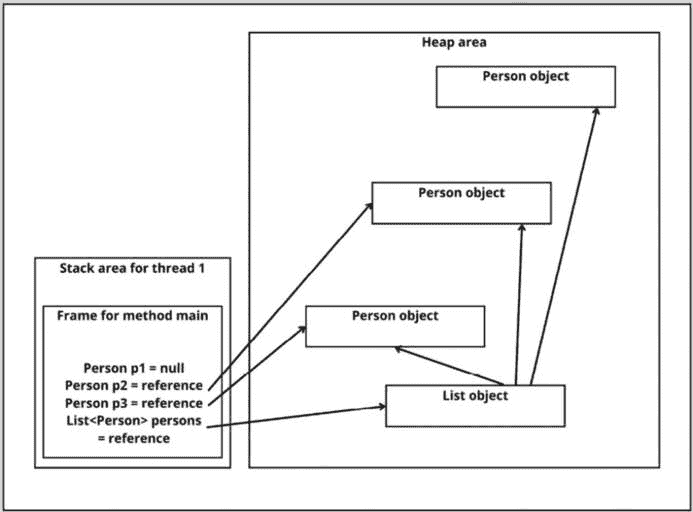 Heap area
Person object
Person object
Stack area for thread 1
Frame for method main
Person object
Person p1 = null
Person p2 = reference
Person p3 = reference
List<Person> persons
= reference
List object